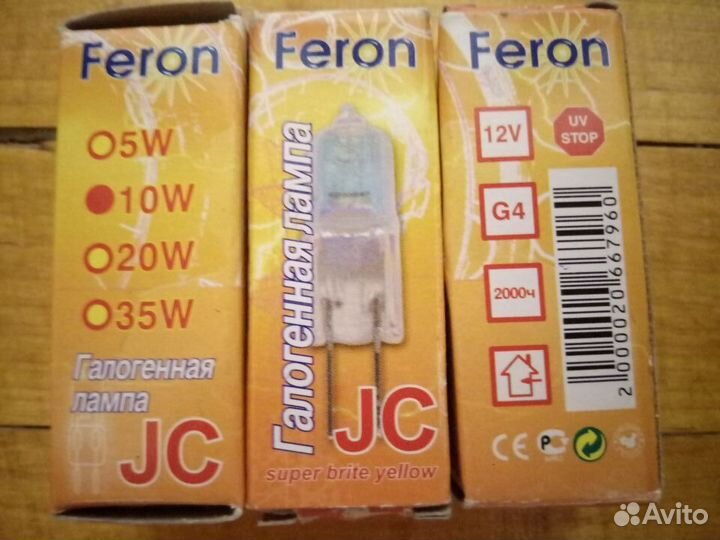 Feron
5W
10W
20W
35W
Галогенная
лампа
JC
Feron
Галогенная лампа
JC
super brite yellow
Feron
12V
UV
STOP
G4
2000ч
2000020667960
CE
Avito